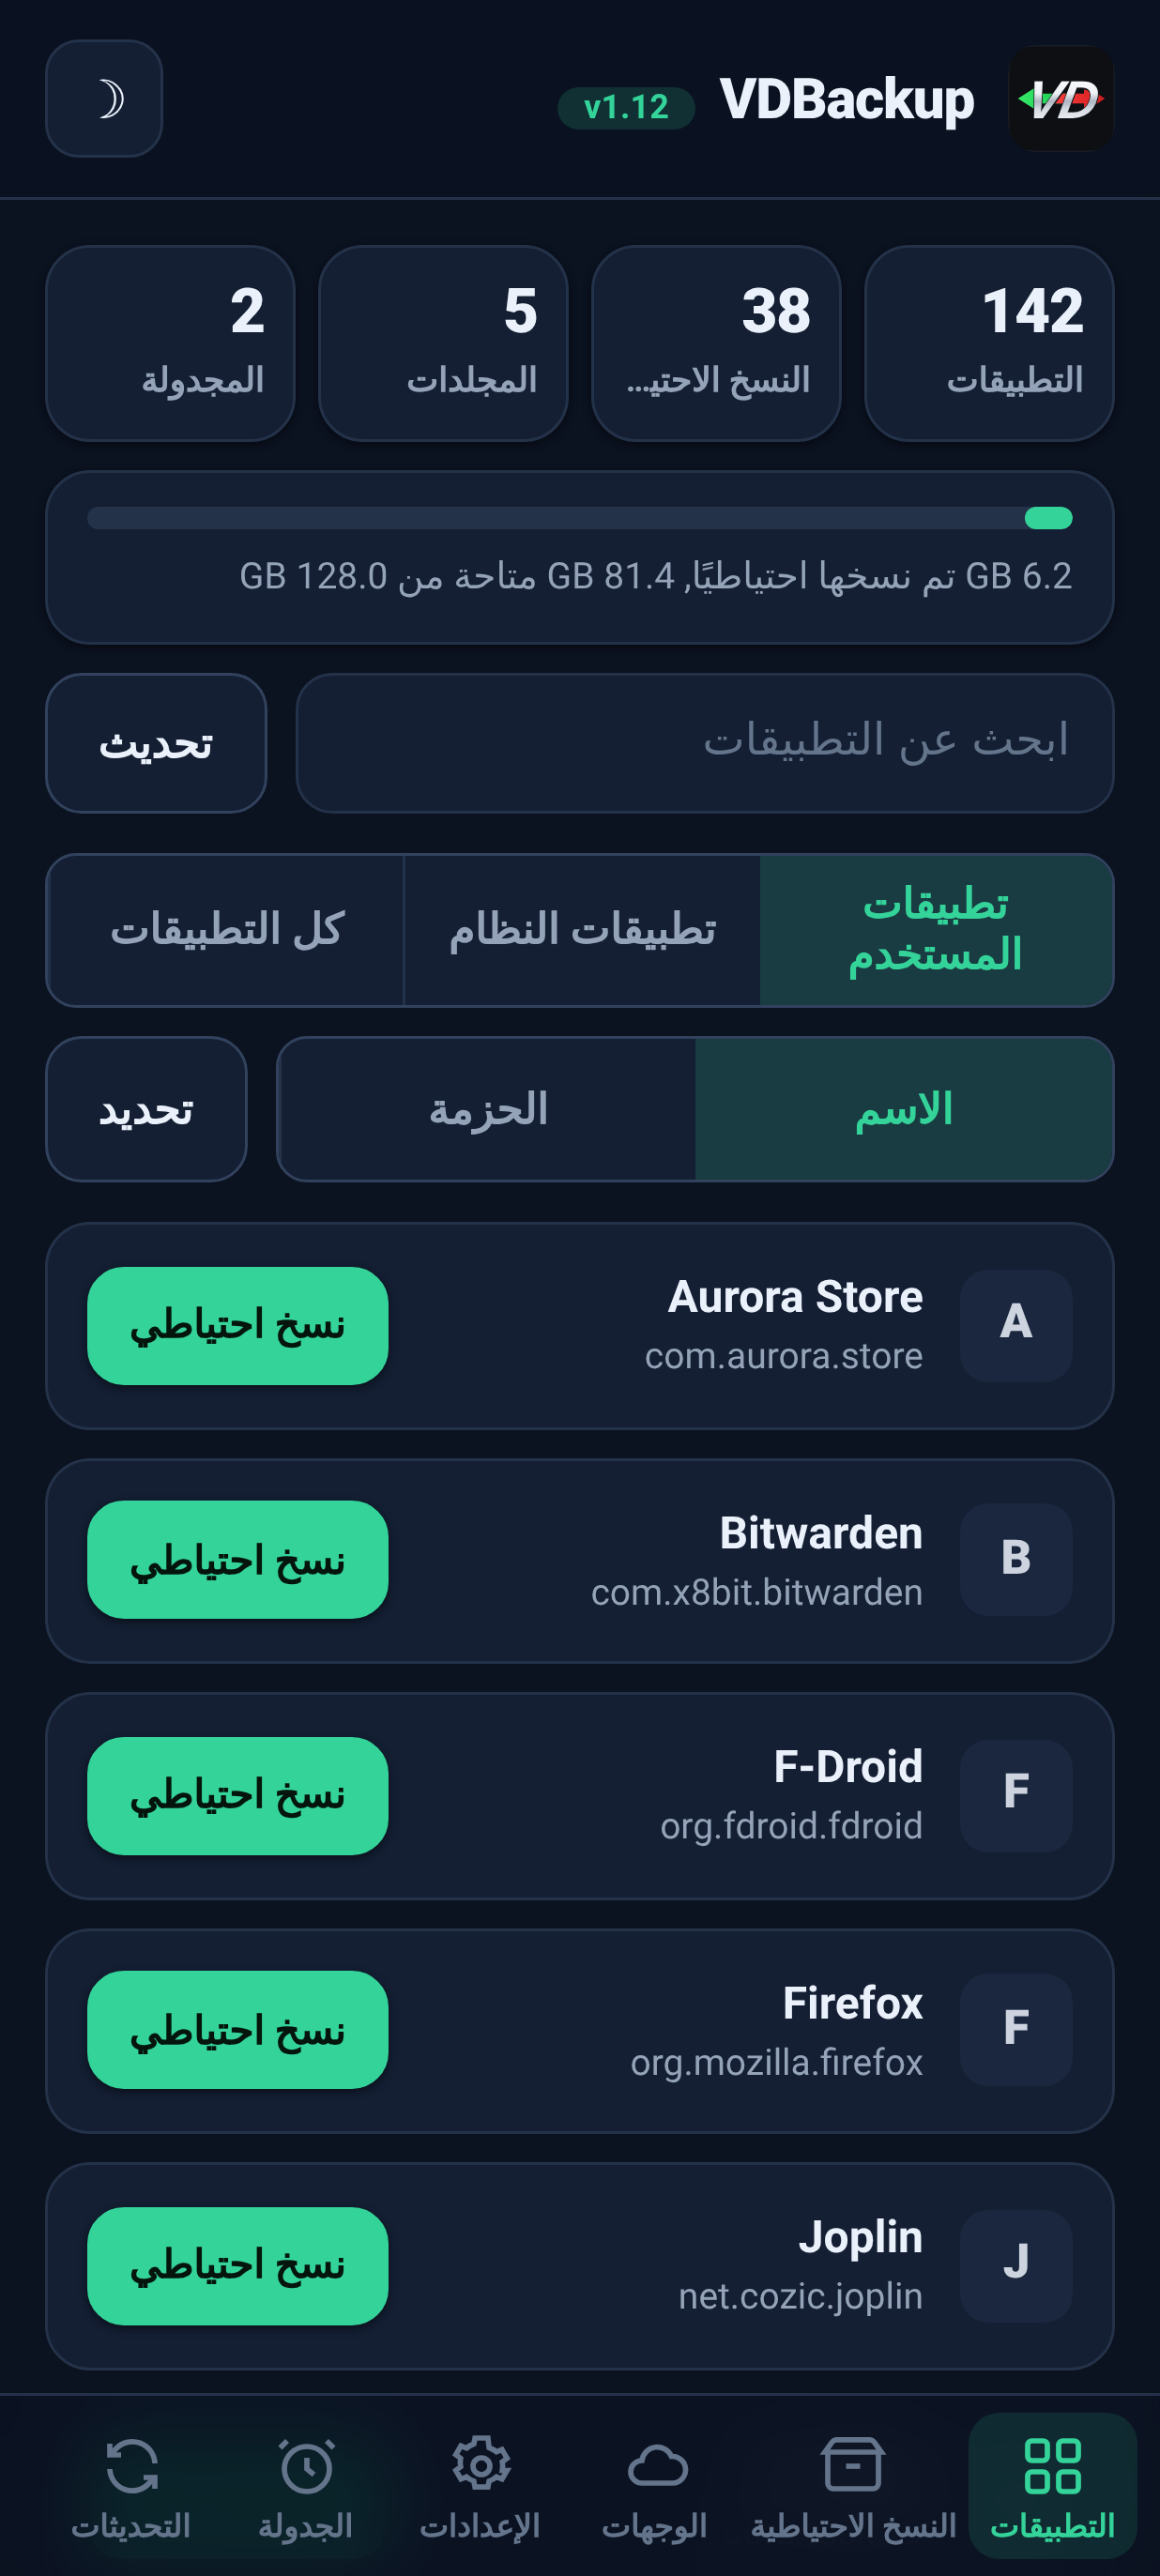 VD
VDBackup v1.12
142
التطبيقات
38
النسخ الاحتيـ...
5
المجلدات
2
المجدولة
6.2 GB تم نسخها احتياطيًا, 81.4 GB متاحة من 128.0 GB
ابحث عن التطبيقات
تحديث
تطبيقات
المستخدم
تطبيقات النظام
كل التطبيقات
الاسم
الحزمة
تحديد
A
Aurora Store
com.aurora.store
نسخ احتياطي
B
Bitwarden
com.x8bit.bitwarden
نسخ احتياطي
F
F-Droid
org.fdroid.fdroid
نسخ احتياطي
F
Firefox
org.mozilla.firefox
نسخ احتياطي
J
Joplin
net.cozic.joplin
نسخ احتياطي
التطبيقات
النسخ الاحتياطية
الوجهات
الإعدادات
الجدولة
التحديثات